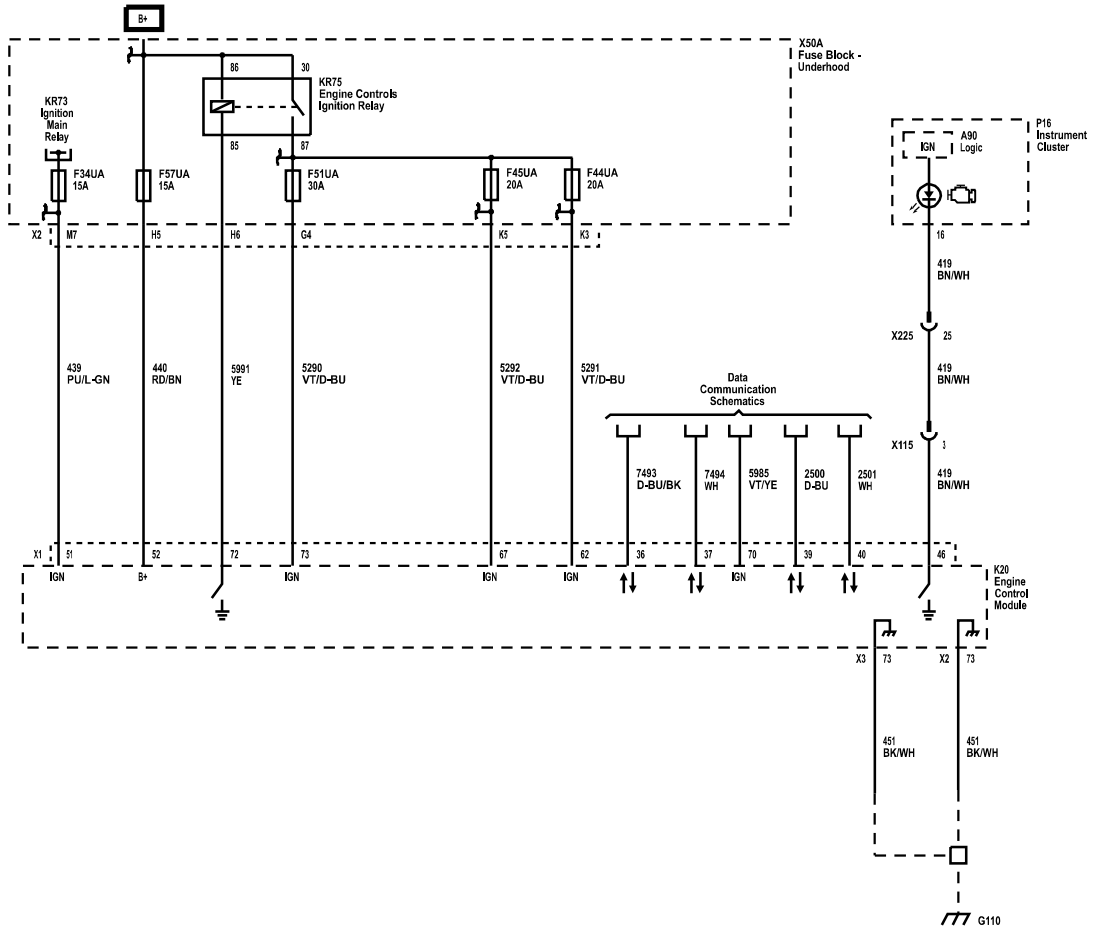 B+
X50A
Fuse Block -
Underhood
86
30
KR75
Engine Controls
Ignition Relay
KR73
Ignition
Main
Relay
85
87
F34UA
15A
F57UA
15A
F51UA
30A
F45UA
20A
F44UA
20A
P16
Instrument
Cluster
IGN
A90
Logic
X2
M7
H5
H6
G4
K5
K3
16
419
BN/WH
X225
25
439
PU/L-GN
440
RD/BN
5991
YE
5290
VT/D-BU
5292
VT/D-BU
5291
VT/D-BU
419
BN/WH
Data
Communication
Schematics
X115
3
7493
D-BU/BK
7494
WH
5985
VT/YE
2500
D-BU
2501
WH
419
BN/WH
X1
51
52
72
73
67
62
36
37
70
39
40
46
IGN
B+
IGN
IGN
IGN
IGN
K20
Engine
Control
Module
X3
73
X2
73
451
BK/WH
451
BK/WH
G110